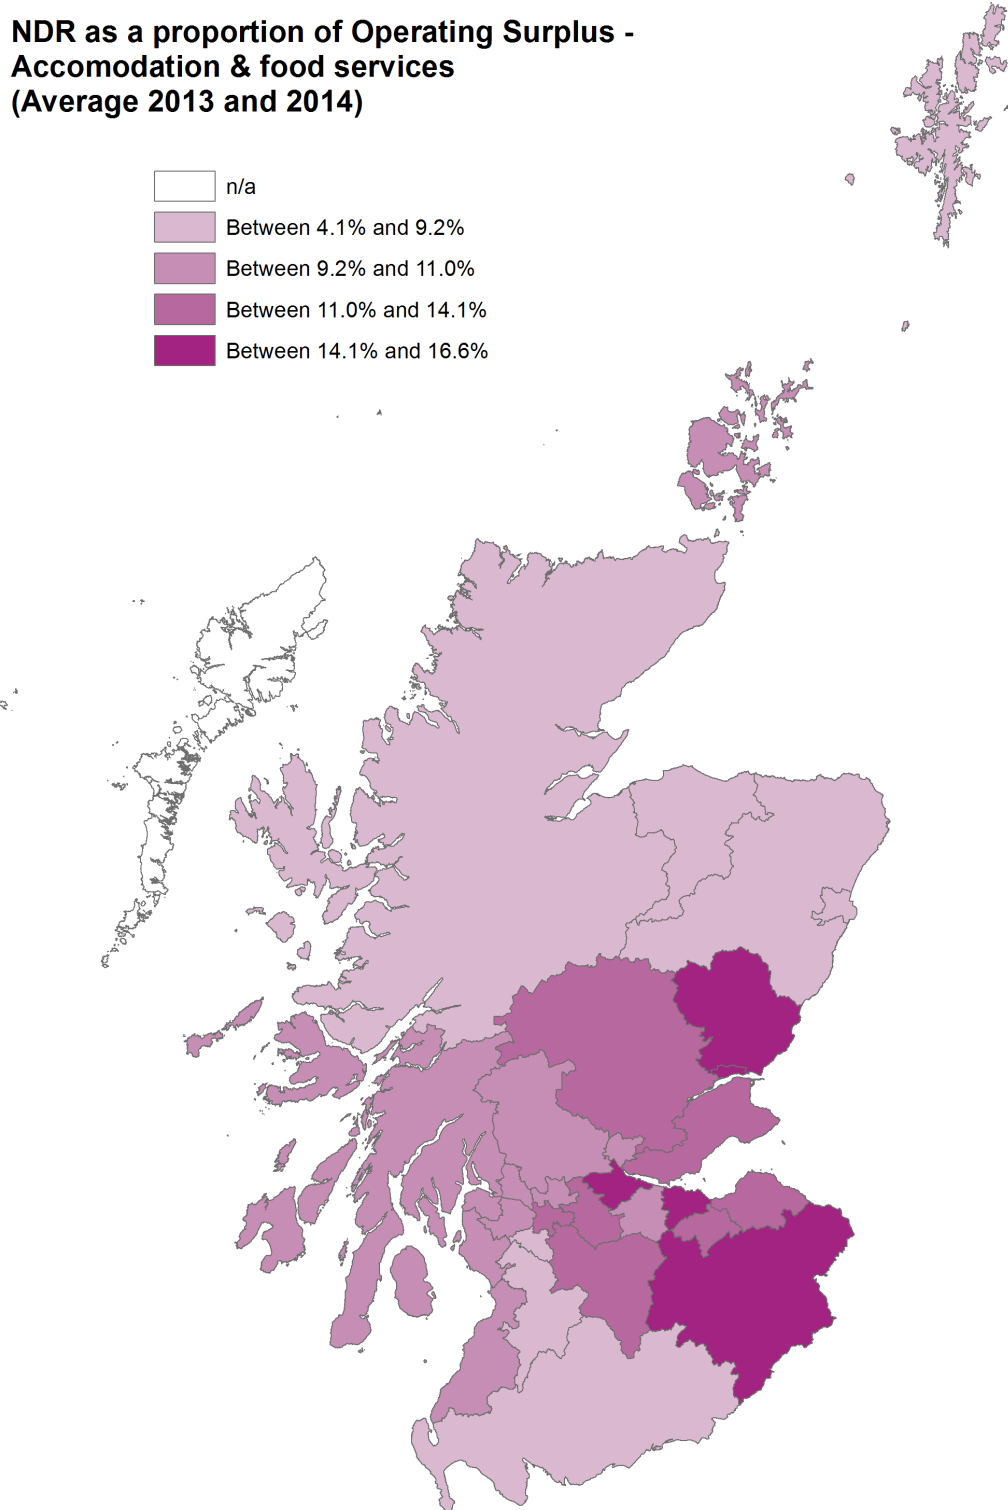 NDR as a proportion of Operating Surplus -
Accomodation & food services
(Average 2013 and 2014)
n/a
Between 4.1% and 9.2%
Between 9.2% and 11.0%
Between 11.0% and 14.1%
Between 14.1% and 16.6%